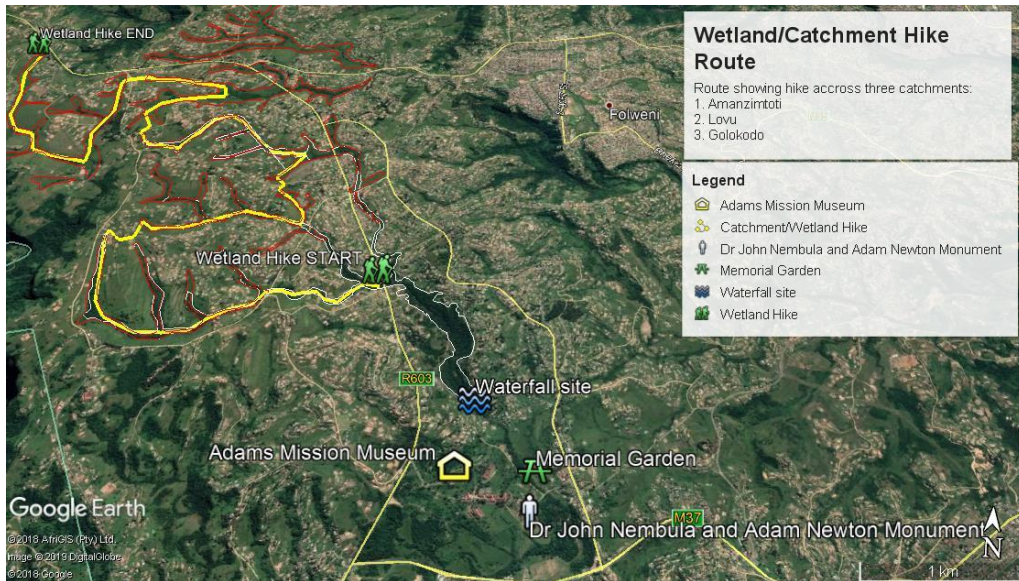 Wetland Hike END
Wetland/Catchment Hike
Route
Route showing hike accross three catchments:
1. Amanzimtoti
2. Lovu
3. Golokodo
Folweni
Legend
Adams Mission Museum
Catchment/Wetland Hike
Dr John Nembula and Adam Newton Monument
Memorial Garden
Waterfall site
Wetland Hike
Wetland Hike START
R603
Waterfall site
Adams Mission Museum
Memorial Garden
Google Earth
M37
Dr John Nembula and Adam Newton Monument
N
©2018 AfriGIS (Pty) Ltd.
Image © 2019 DigitalGlobe
©2018 Google
1 km